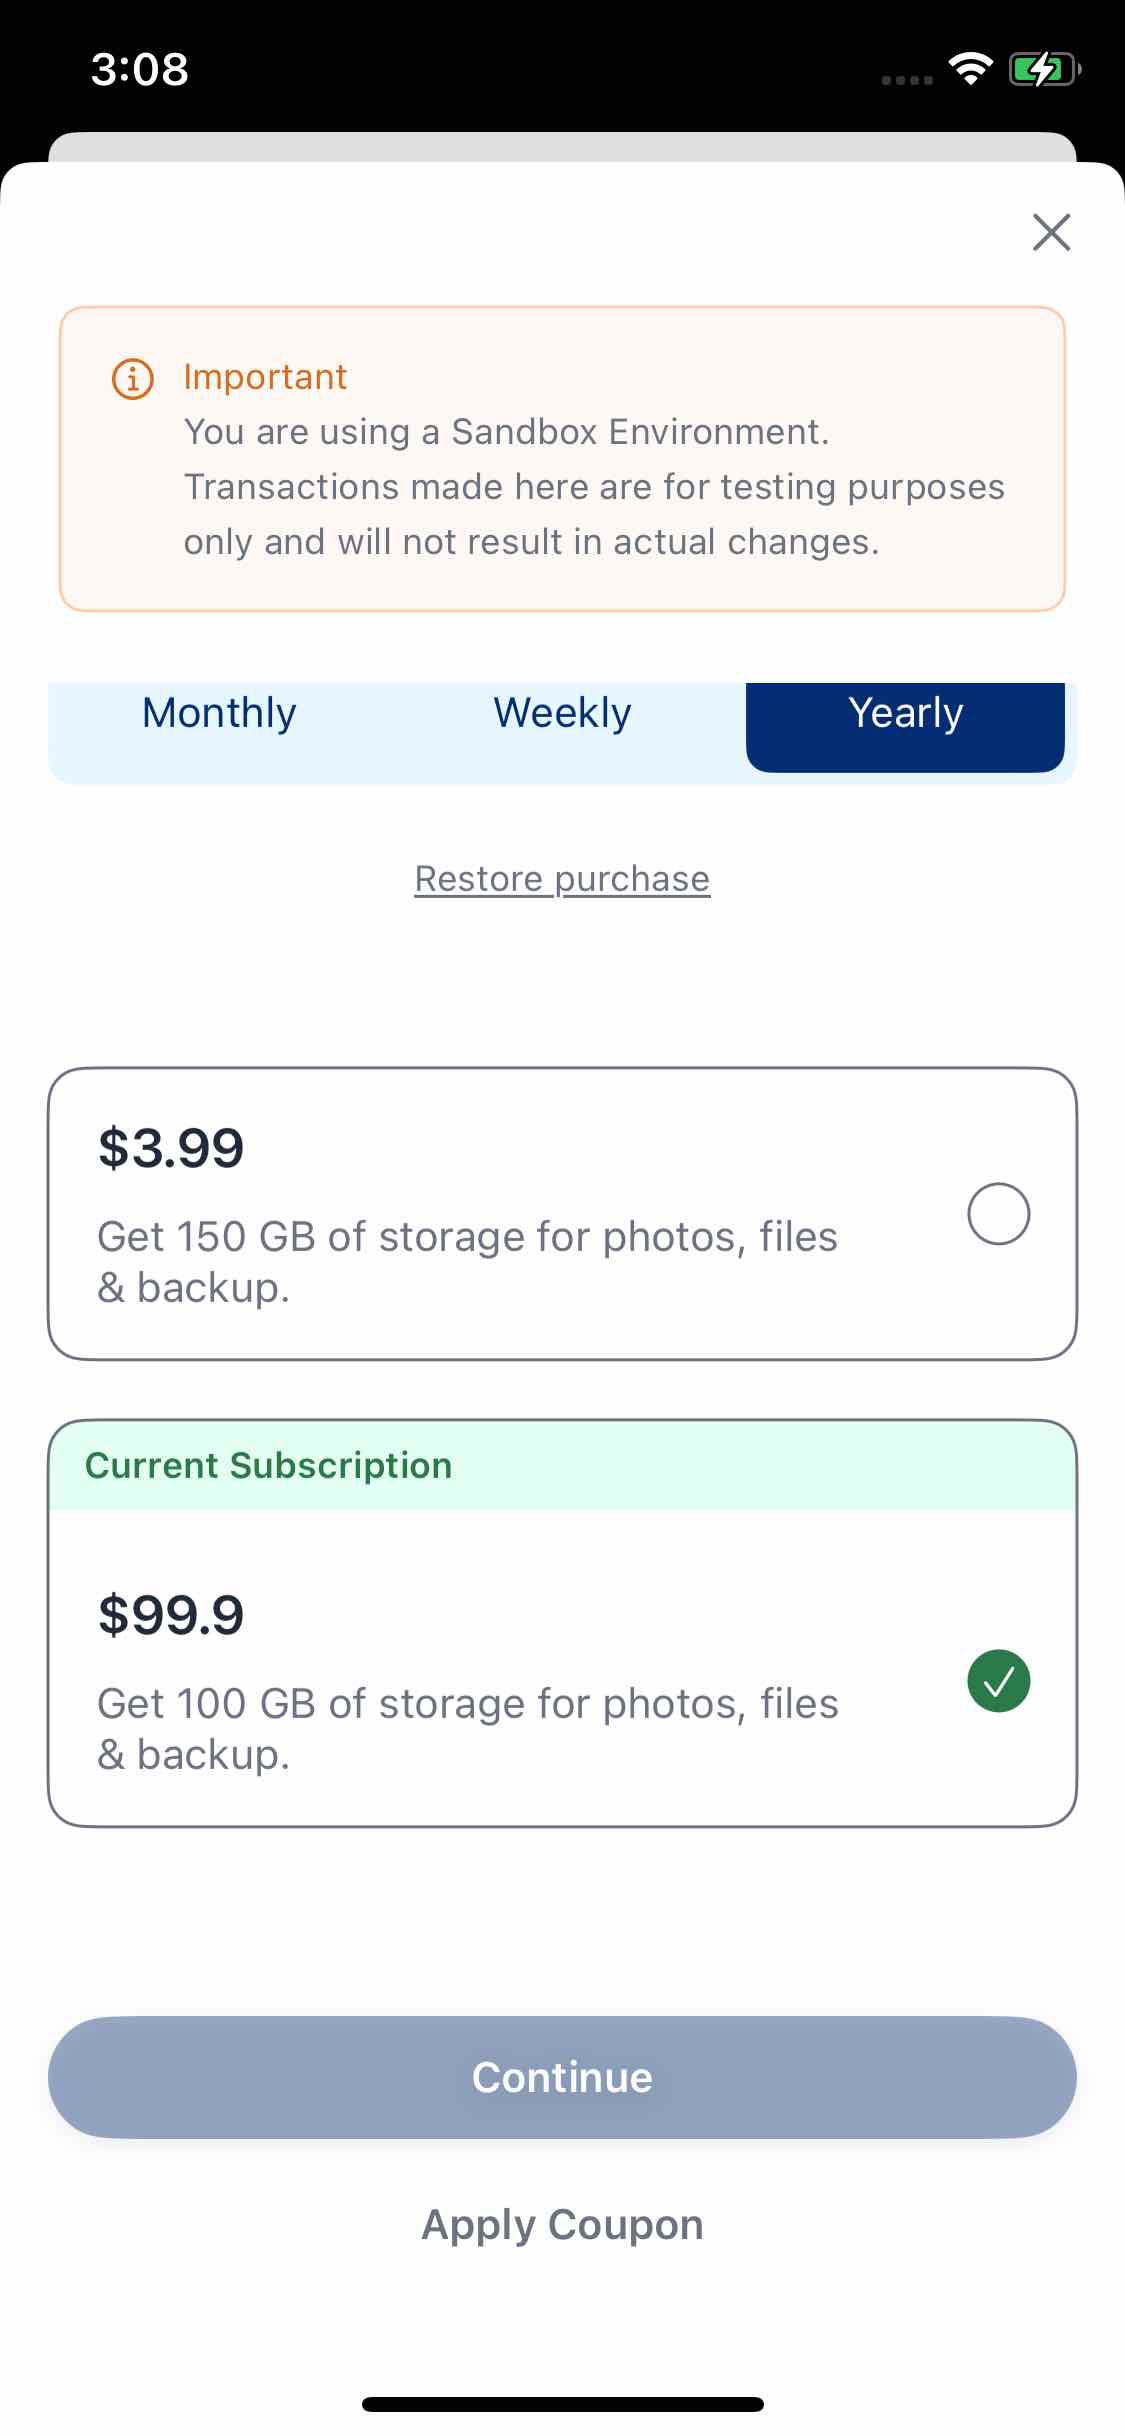 3:08
Important
You are using a Sandbox Environment.
Transactions made here are for testing purposes
only and will not result in actual changes.
Monthly Weekly Yearly
Restore purchase
$3.99
Get 150 GB of storage for photos, files
& backup.
Current Subscription
$99.9
Get 100 GB of storage for photos, files
& backup.
Continue
Apply Coupon